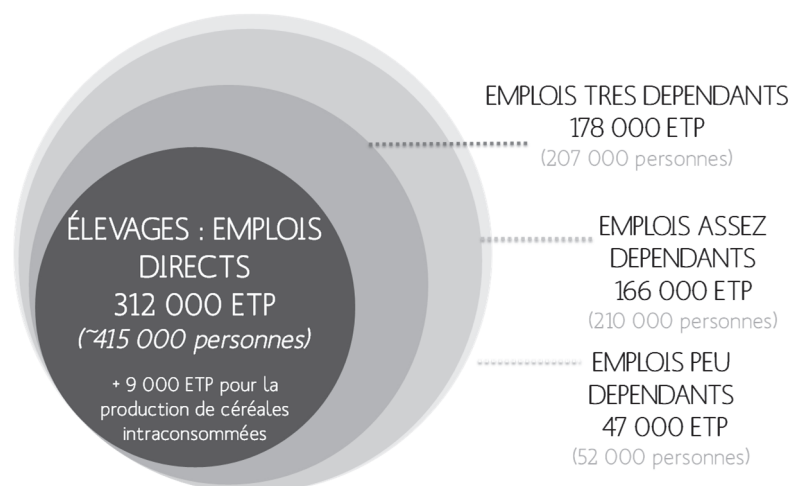 ÉLEVAGES : EMPLOIS
DIRECTS
312 000 ETP
(~415 000 personnes)
+ 9 000 ETP pour la
production de céréales
intraconsommées
EMPLOIS TRES DEPENDANTS
178 000 ETP
(207 000 personnes)
EMPLOIS ASSEZ
DEPENDANTS
166 000 ETP
(210 000 personnes)
EMPLOIS PEU
DEPENDANTS
47 000 ETP
(52 000 personnes)